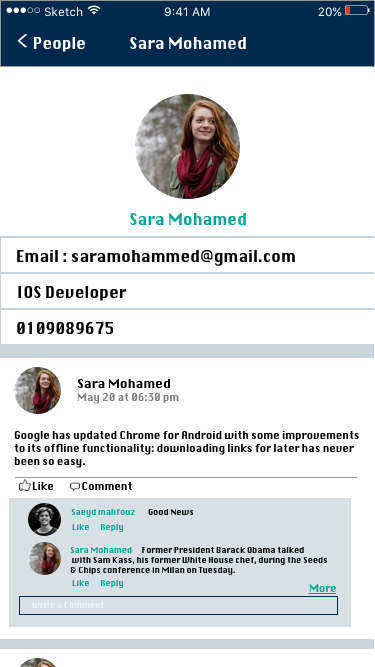 Sketch 9:41 AM 20%
People Sara Mohamed
Sara Mohamed
Email : saramohammed@gmail.com
IOS Developer
0109089675
Sara Mohamed
May 20 at 06:30 pm
Google has updated Chrome for Android with some improvements
to its offline functionality: downloading links for later has never
been so easy.
Like Comment
Saeyd mahfouz Good News
Like Reply
Sara Mohamed Former President Barack Obama talked
with Sam Kass, his former White House chef, during the Seeds
& Chips conference in Milan on Tuesday.
Like Reply
More
write a Comment